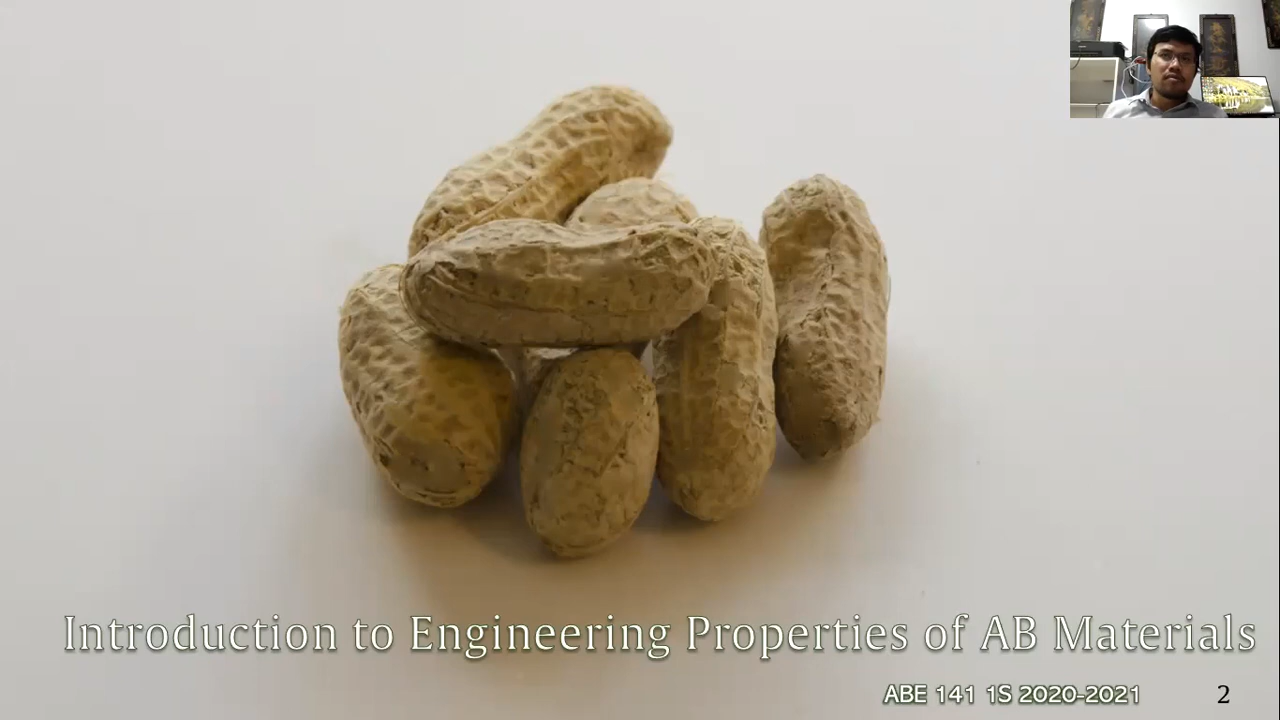 Introduction to Engineering Properties of AB Materials
ABE 141 1S 2020-2021
2